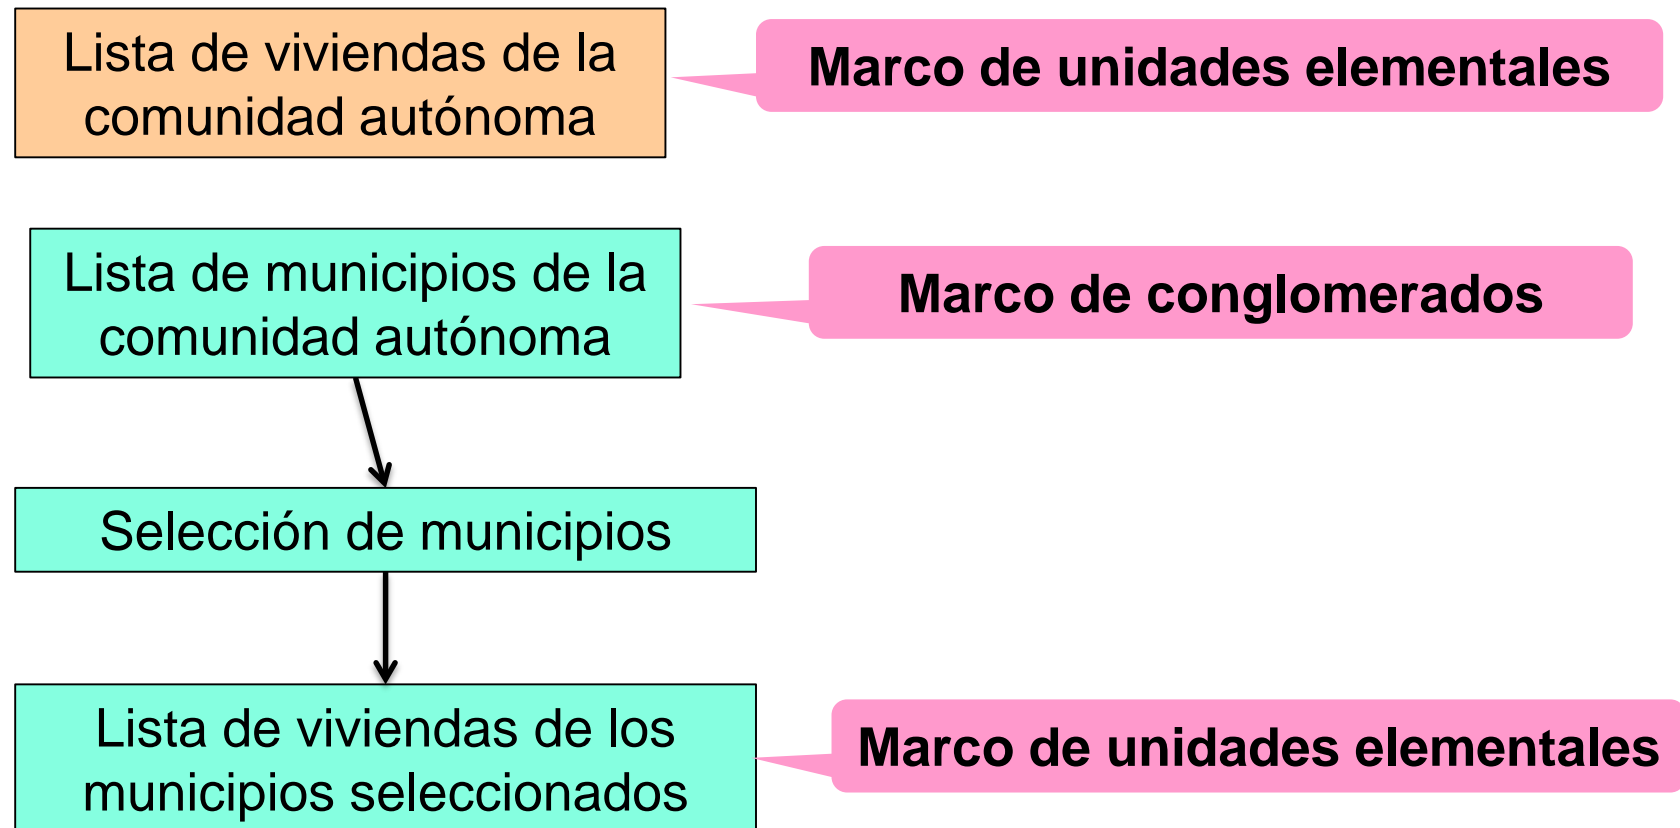 Lista de viviendas de la
comunidad autónoma
Marco de unidades elementales
Lista de municipios de la
comunidad autónoma
Marco de conglomerados
Selección de municipios
Lista de viviendas de los
municipios seleccionados
Marco de unidades elementales